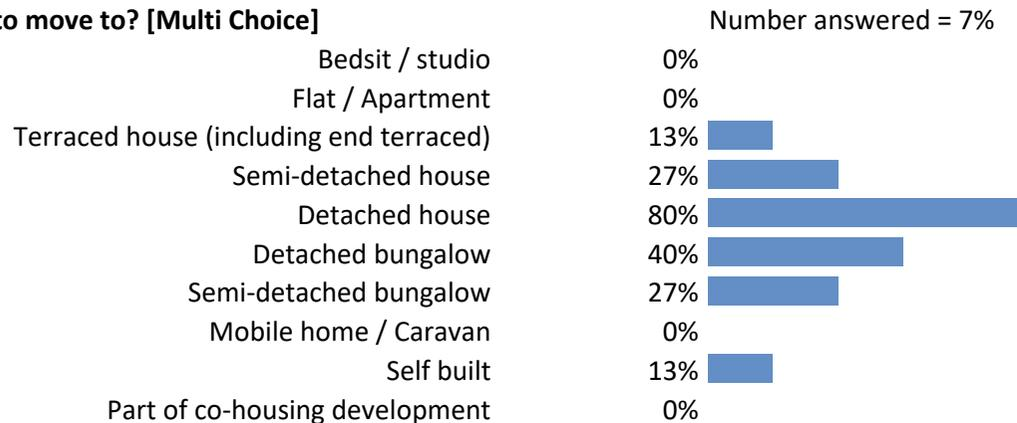 to move to? [Multi Choice] Number answered = 7%
Bedsit / studio 0%
Flat / Apartment 0%
Terraced house (including end terraced) 13%
Semi-detached house 27%
Detached house 80%
Detached bungalow 40%
Semi-detached bungalow 27%
Mobile home / Caravan 0%
Self built 13%
Part of co-housing development 0%